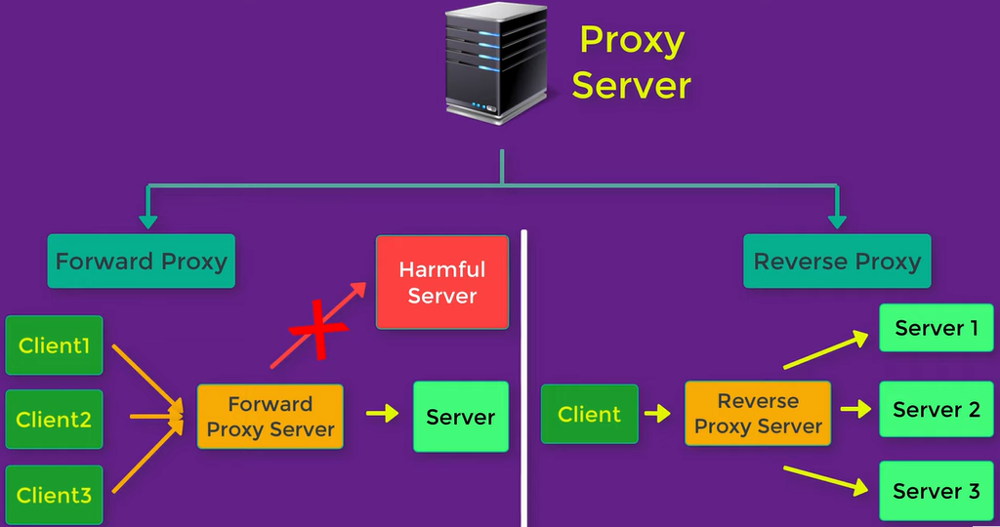 Proxy
Server
Forward Proxy
Reverse Proxy
Harmful
Server
Client1
Client2
Client3
Forward
Proxy Server
Server
Client
Reverse
Proxy Server
Server 1
Server 2
Server 3